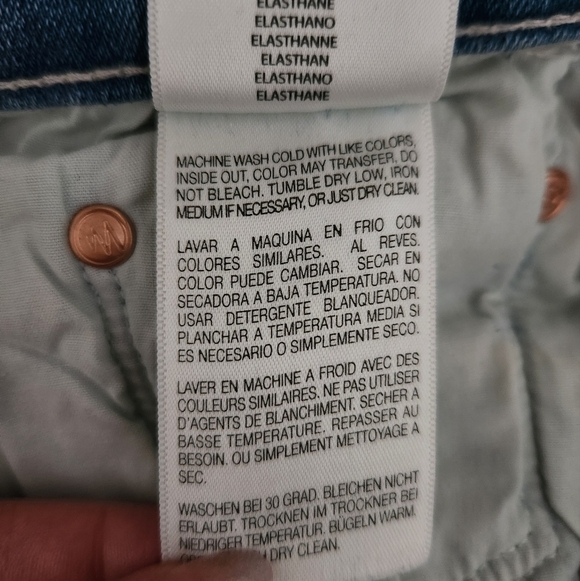 ELASTHANE
ELASTHANO
ELASTHANNE
ELASTHAN
ELASTHANO
ELASTHANE
MACHINE WASH COLD WITH LIKE COLORS,
INSIDE OUT, COLOR MAY TRANSFER, DO
NOT BLEACH. TUMBLE DRY LOW, IRON
MEDIUM IF NECESSARY, OR JUST DRY CLEAN.
LAVAR A MAQUINA EN FRIO CON
COLORES SIMILARES. AL REVES.
COLOR PUEDE CAMBIAR. SECAR EN
SECADORA A BAJA TEMPERATURA. NO
USAR DETERGENTE BLANQUEADOR.
PLANCHAR A TEMPERATURA MEDIA SI
ES NECESARIO O SIMPLEMENTE SECO.
LAVER EN MACHINE A FROID AVEC DES
COULEURS SIMILAIRES. NE PAS UTILISER
D'AGENTS DE BLANCHIMENT. SECHER A
BASSE TEMPERATURE. REPASSER AU
BESOIN. OU SIMPLEMENT METTOYAGE A
SEC.
WASCHEN BEI 30 GRAD. BLEICHEN NICHT
ERLAUBT. TROCKNEN IM TROCKNER BEI
NIEDRIGER TEMPERATUR. BÜGELN WARM.
DRY CLEAN.